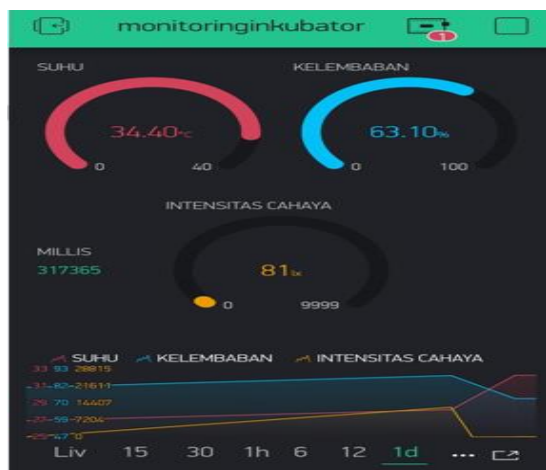 monitoringinkubator
1
SUHU
KELEMBABAN
34.40°C
63.10%
0
40
0
100
INTENSITAS CAHAYA
MILLIS
317365
81lx
0
9999
SUHU KELEMBABAN INTENSITAS CAHAYA
33 93 28815
31 82 21611
29 70 14407
27 59 7204
25 47 0
Liv 15 30 1h 6 12 1d ...